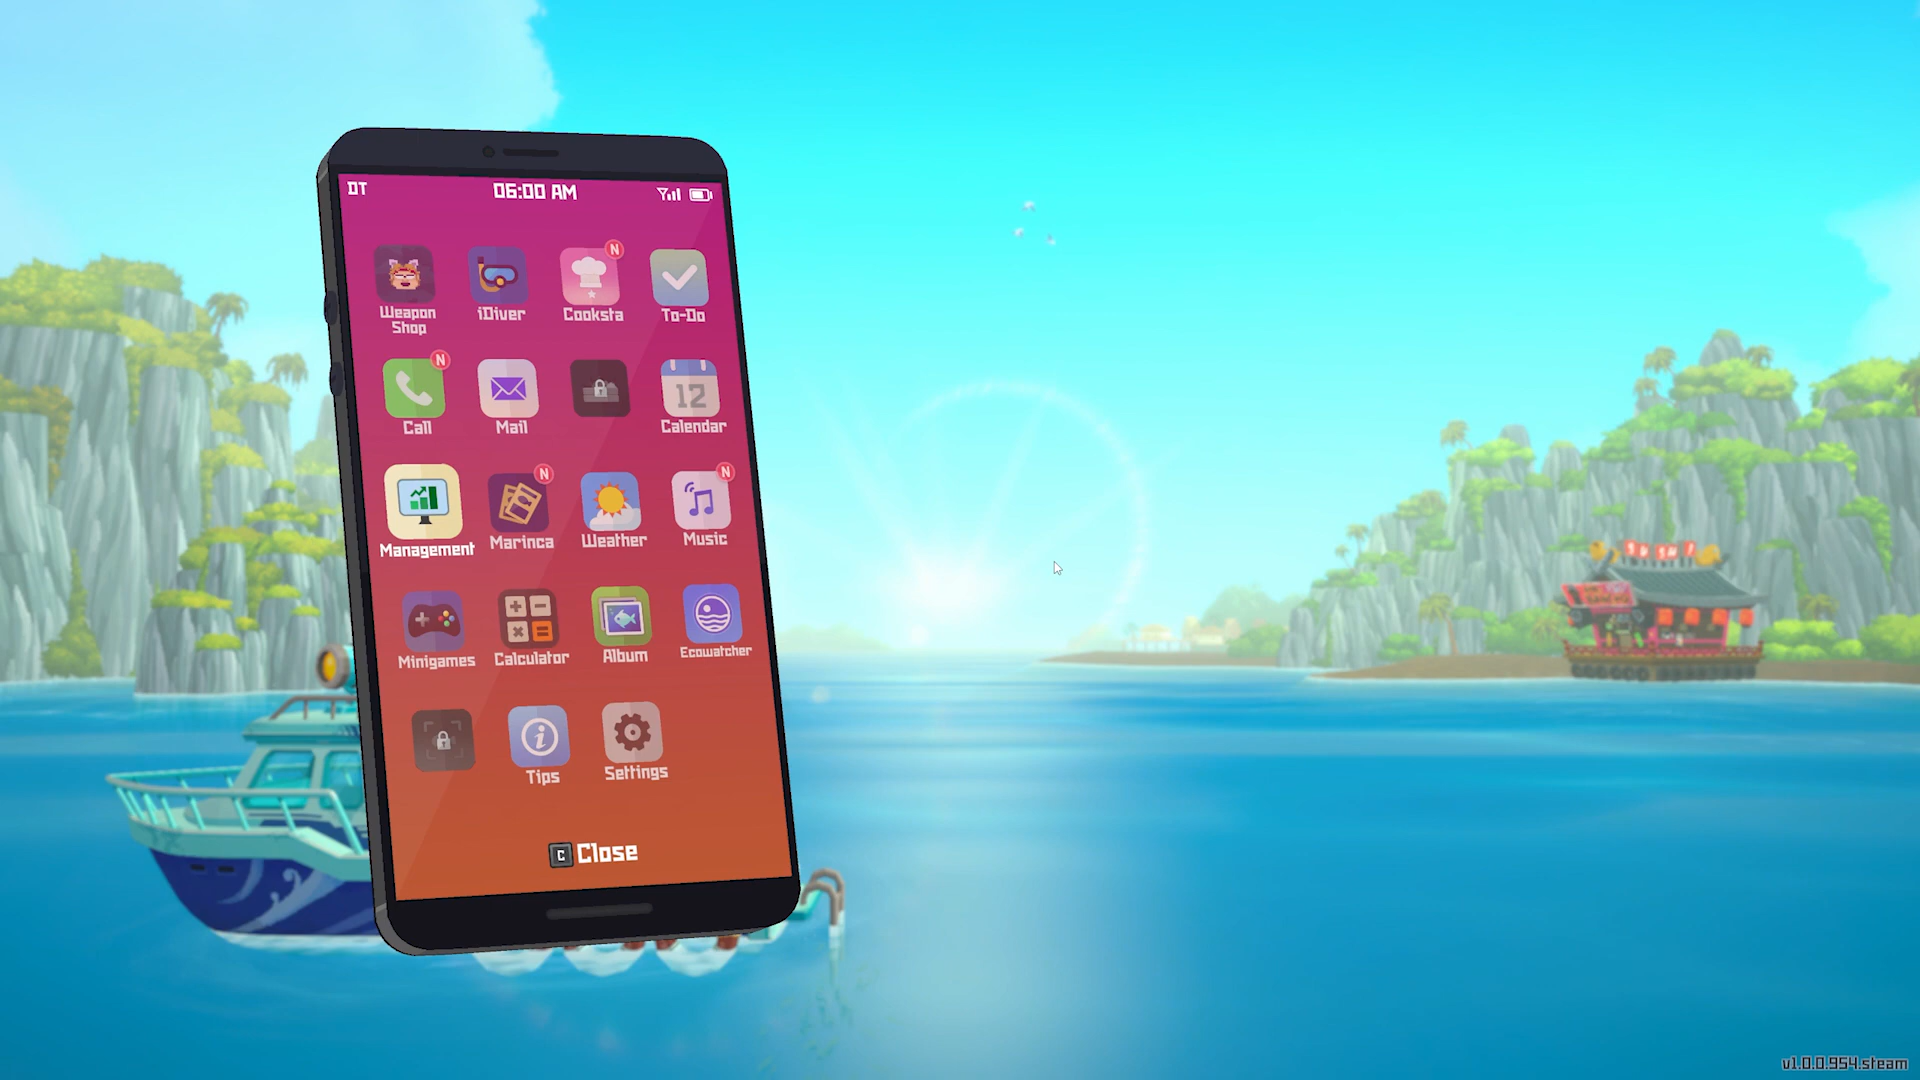 DT
06:00 AM
N
Weapon
Shop
iDiver
Cooksta
To-Do
N
12
Call
Mail
Calendar
N
N
Management
Marinca
Weather
Music
Minigames
Calculator
Album
Ecowatcher
Tips
Settings
C Close
SUSHI
v1.0.0.954.steam